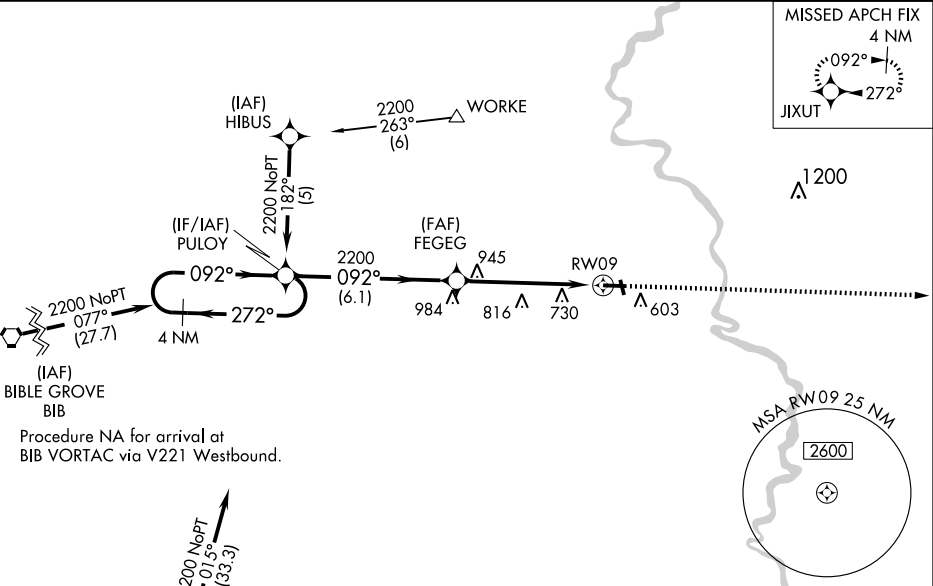 MISSED APCH FIX
4 NM
092°
272°
JIXUT
1200
(IAF)
HIBUS
2200
263°
(6)
WORKE
2200 NoPT
182°
(5)
(IF/IAF)
PULOY
092°
272°
4 NM
2200
092°
(6.1)
(FAF)
FEGEG
945
984
816
730
RW09
603
2200 NoPT
077°
(27.7)
(IAF)
BIBLE GROVE
BIB
Procedure NA for arrival at
BIB VORTAC via V221 Westbound.
MSA RW09 25 NM
2600
200 NoPT
015°
(33.3)